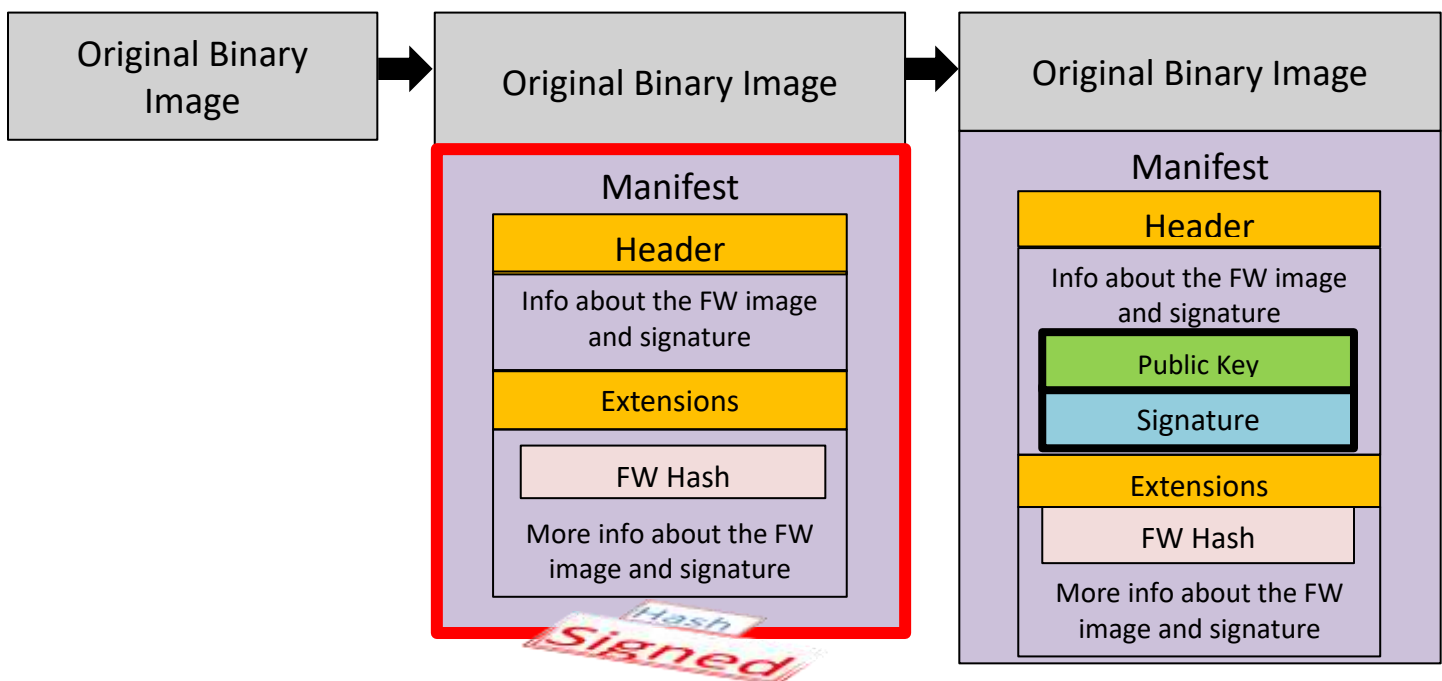 Original Binary
Image
Original Binary Image
Manifest
Header
Info about the FW image
and signature
Extensions
FW Hash
More info about the FW
image and signature
Hash
Signed
Original Binary Image
Manifest
Header
Info about the FW image
and signature
Public Key
Signature
Extensions
FW Hash
More info about the FW
image and signature